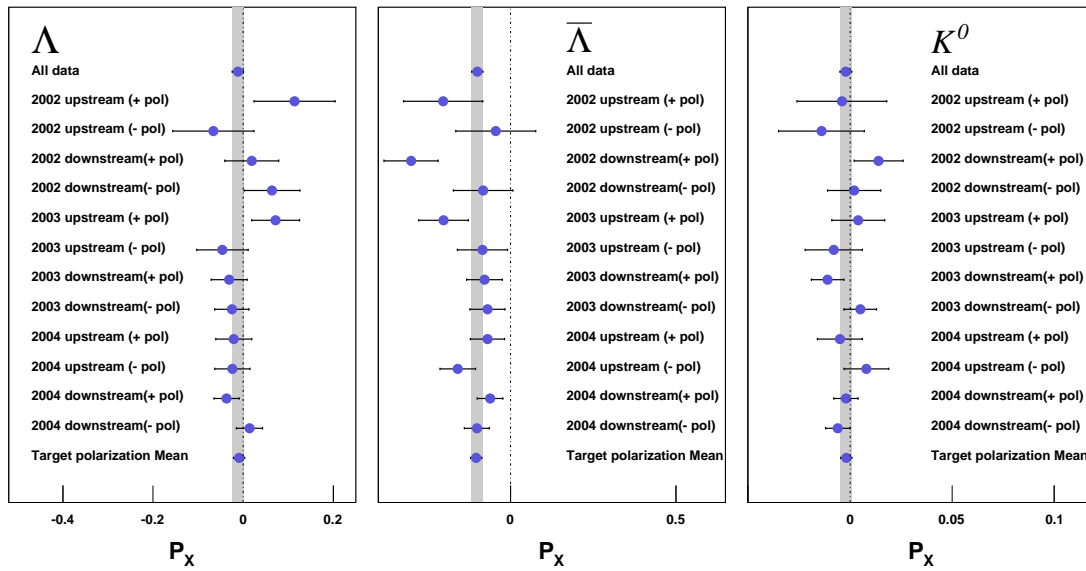 Λ
All data
2002 upstream (+ pol)
2002 upstream (- pol)
2002 downstream(+ pol)
2002 downstream(- pol)
2003 upstream (+ pol)
2003 upstream (- pol)
2003 downstream(+ pol)
2003 downstream(- pol)
2004 upstream (+ pol)
2004 upstream (- pol)
2004 downstream(+ pol)
2004 downstream(- pol)
Target polarization Mean
-0.4 -0.2 0 0.2
P_X
Λ̅
All data
2002 upstream (+ pol)
2002 upstream (- pol)
2002 downstream(+ pol)
2002 downstream(- pol)
2003 upstream (+ pol)
2003 upstream (- pol)
2003 downstream(+ pol)
2003 downstream(- pol)
2004 upstream (+ pol)
2004 upstream (- pol)
2004 downstream(+ pol)
2004 downstream(- pol)
Target polarization Mean
0 0.5
P_X
K⁰
All data
2002 upstream (+ pol)
2002 upstream (- pol)
2002 downstream(+ pol)
2002 downstream(- pol)
2003 upstream (+ pol)
2003 upstream (- pol)
2003 downstream(+ pol)
2003 downstream(- pol)
2004 upstream (+ pol)
2004 upstream (- pol)
2004 downstream(+ pol)
2004 downstream(- pol)
Target polarization Mean
0 0.05 0.1
P_X